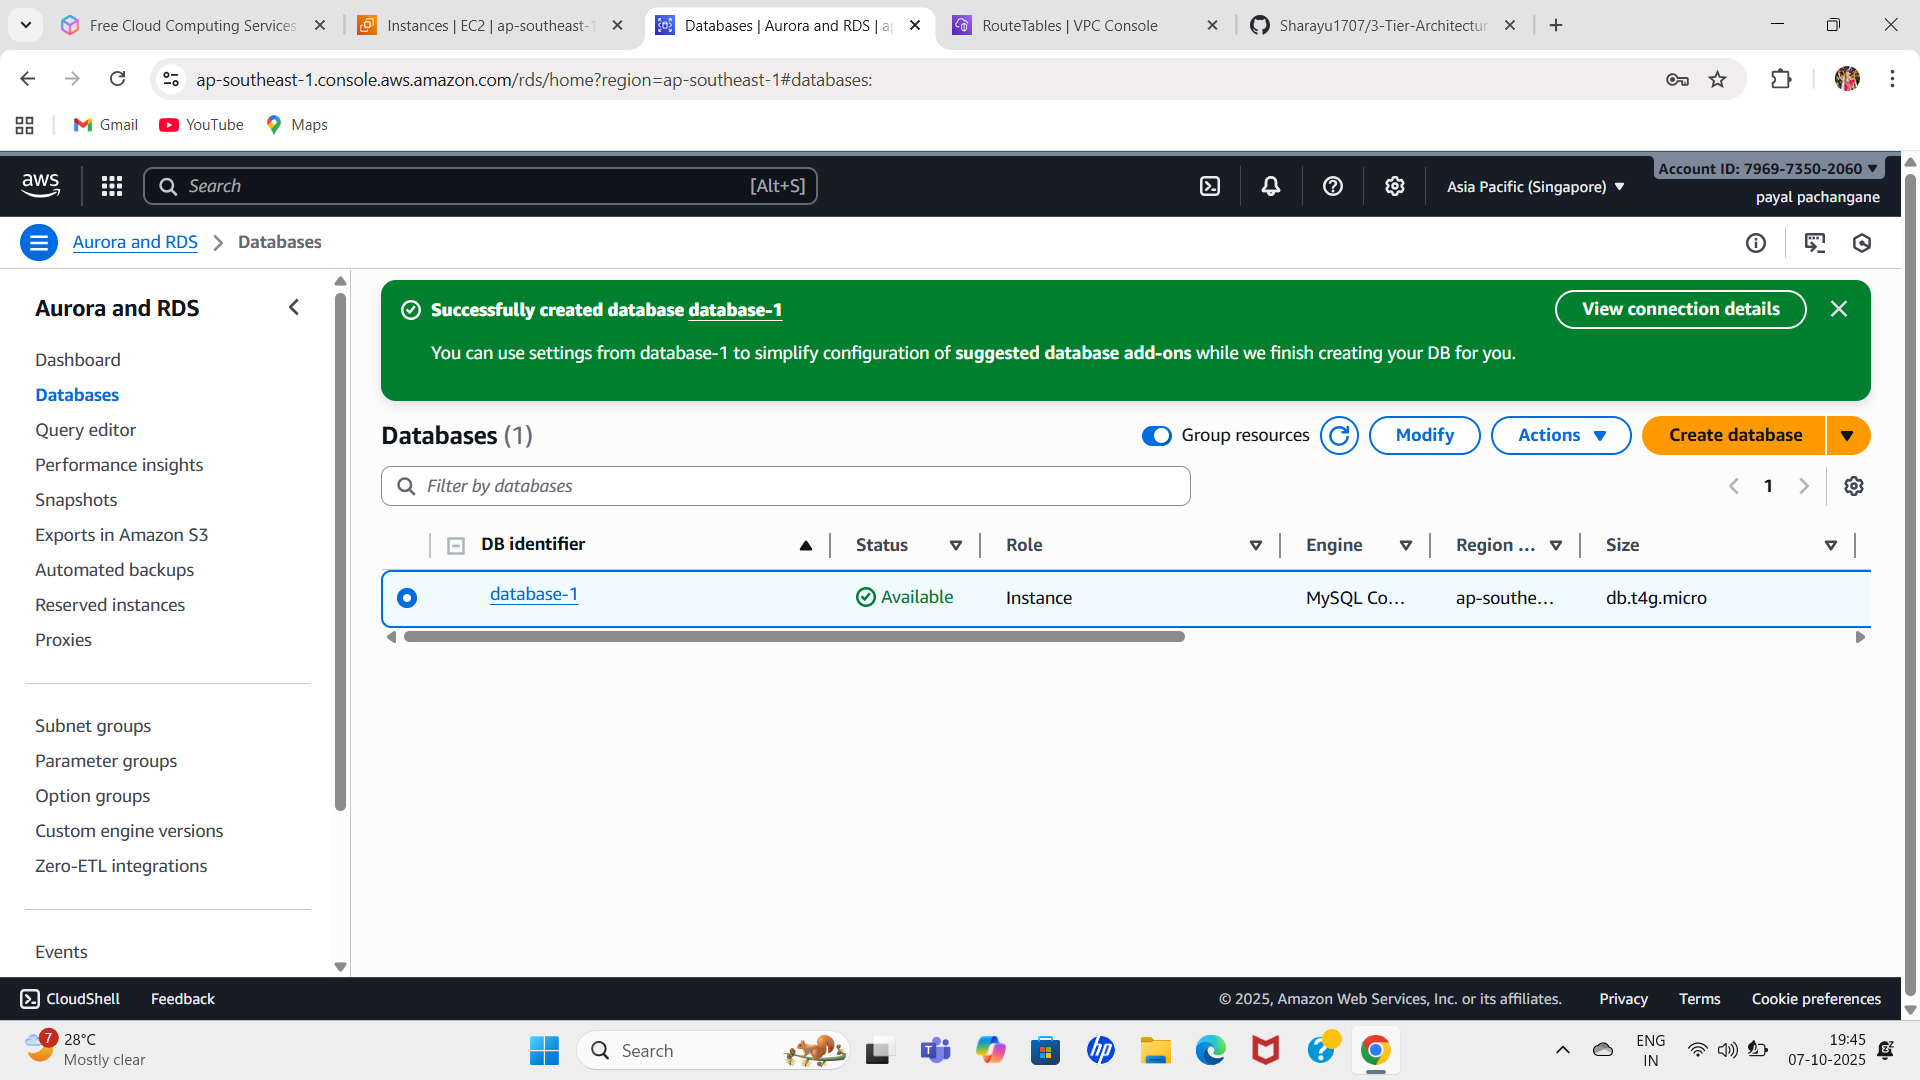 Free Cloud Computing Services
Instances | EC2 | ap-southeast-1
Databases | Aurora and RDS | ap
RouteTables | VPC Console
Sharayu1707/3-Tier-Architectur
ap-southeast-1.console.aws.amazon.com/rds/home?region=ap-southeast-1#databases:
Gmail
YouTube
Maps
aws
Search
[Alt+S]
Asia Pacific (Singapore)
Account ID: 7969-7350-2060
payal pachangane
Aurora and RDS
Databases
Aurora and RDS
Dashboard
Databases
Query editor
Performance insights
Snapshots
Exports in Amazon S3
Automated backups
Reserved instances
Proxies
Subnet groups
Parameter groups
Option groups
Custom engine versions
Zero-ETL integrations
Events
Successfully created database database-1
View connection details
You can use settings from database-1 to simplify configuration of suggested database add-ons while we finish creating your DB for you.
Databases (1)
Group resources
Modify
Actions
Create database
Filter by databases
1
DB identifier
Status
Role
Engine
Region ...
Size
database-1
Available
Instance
MySQL Co...
ap-southe...
db.t4g.micro
CloudShell
Feedback
© 2025, Amazon Web Services, Inc. or its affiliates.
Privacy
Terms
Cookie preferences
7
28°C
Mostly clear
Search
ENG
IN
19:45
07-10-2025